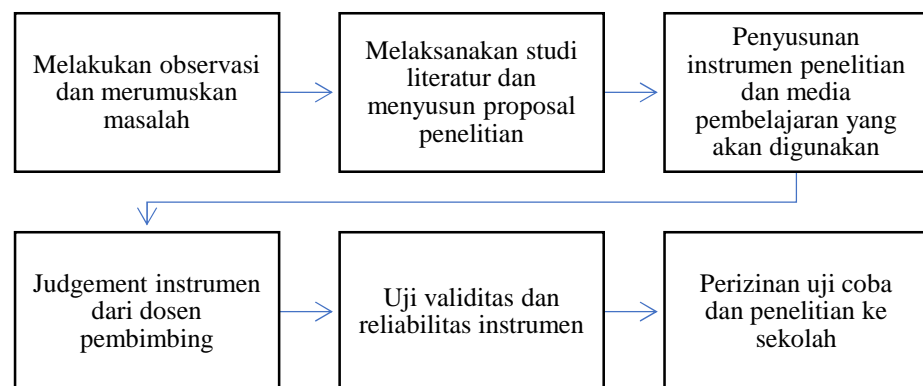 Melakukan observasi
dan merumuskan
masalah
Melaksanakan studi
literatur dan
menyusun proposal
penelitian
Penyusunan
instrumen penelitian
dan media
pembelajaran yang
akan digunakan
Judgement instrumen
dari dosen
pembimbing
Uji validitas dan
reliabilitas instrumen
Perizinan uji coba
dan penelitian ke
sekolah